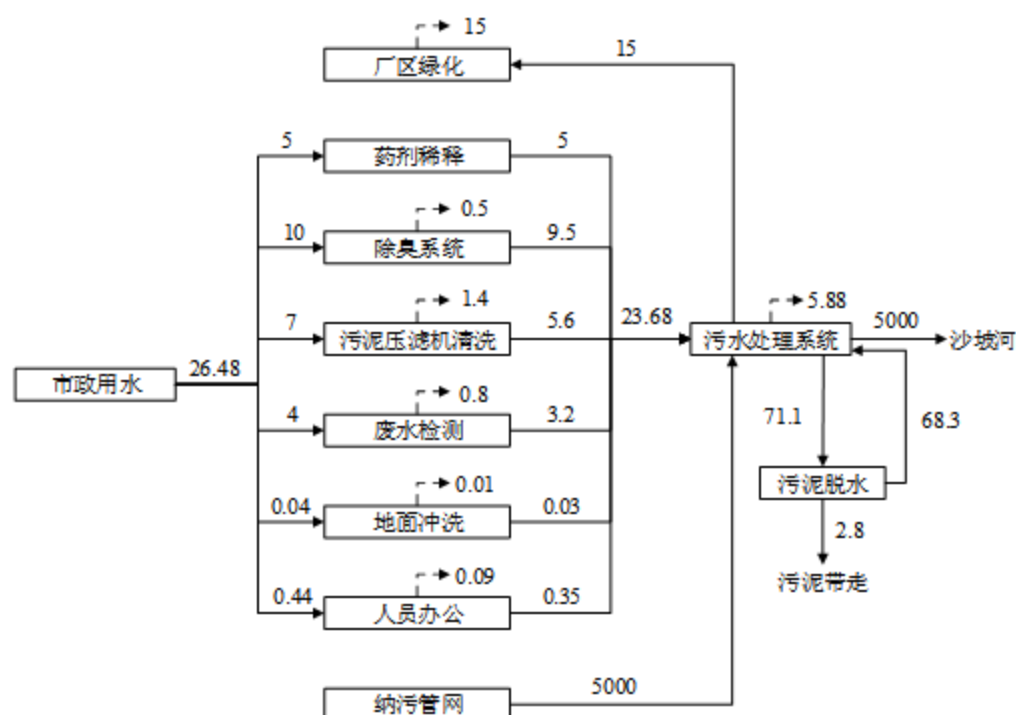 15
厂区绿化
15
5
药剂稀释
5
0.5
10
除臭系统
9.5
1.4
7
污泥压滤机清洗
5.6
23.68
5.88
污水处理系统
5000
沙坡河
市政用水
26.48
0.8
4
废水检测
3.2
71.1
68.3
0.01
0.04
地面冲洗
0.03
污泥脱水
2.8
污泥带走
0.09
0.44
人员办公
0.35
纳污管网
5000